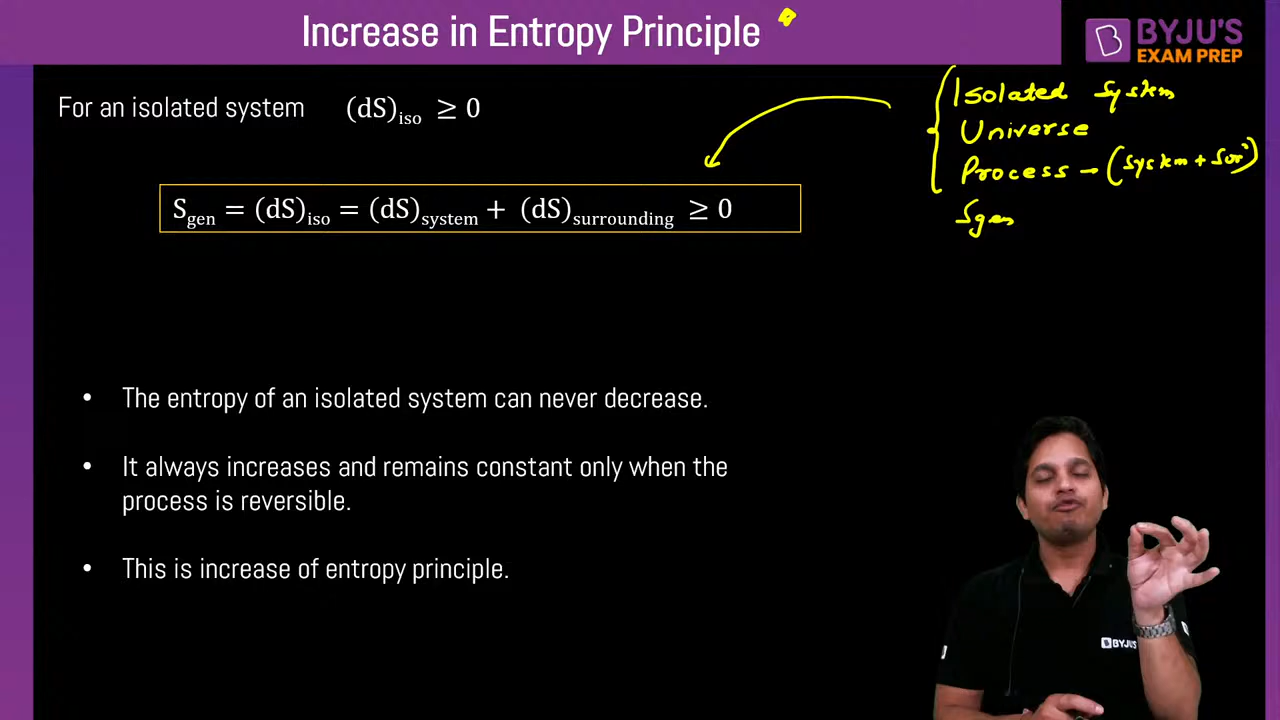 Increase in Entropy Principle
BYJU'S
EXAM PREP
For an isolated system (dS)iso ≥ 0
Isolated System
Universe
Process - (System + Surr)
Sgen
Sgen = (dS)iso = (dS)system + (dS)surrounding ≥ 0
• The entropy of an isolated system can never decrease.
• It always increases and remains constant only when the
process is reversible.
• This is increase of entropy principle.
BYJU'S